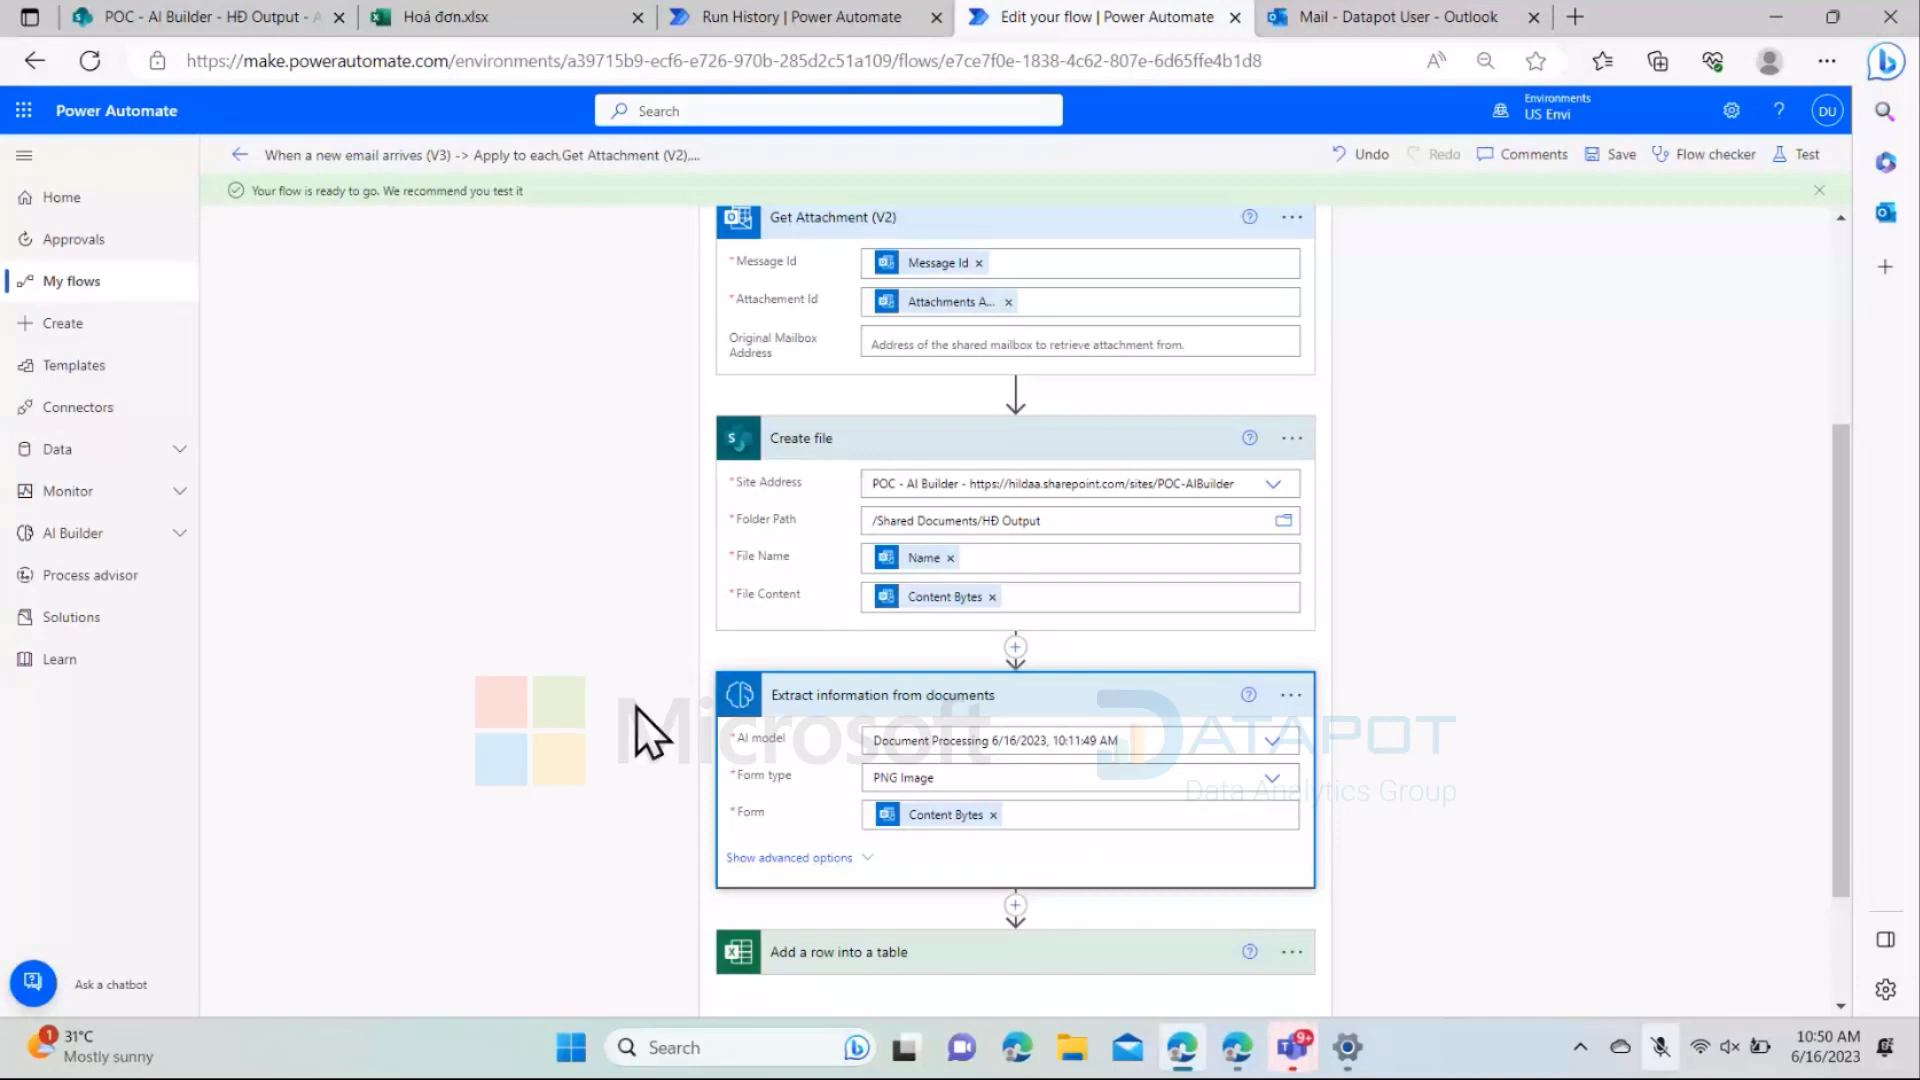 POC - AI Builder - HĐ Output - A
Hoá đơn.xlsx
Run History | Power Automate
Edit your flow | Power Automate
Mail - Datapot User - Outlook
https://make.powerautomate.com/environments/a39715b9-ecf6-e726-970b-285d2c51a109/flows/e7ce7f0e-1838-4c62-807e-6d65ffe4b1d8
Power Automate
Search
Environments
US Envi
DU
When a new email arrives (V3) -> Apply to each,Get Attachment (V2),...
Undo
Redo
Comments
Save
Flow checker
Test
Your flow is ready to go. We recommend you test it
Home
Approvals
My flows
Create
Templates
Connectors
Data
Monitor
AI Builder
Process advisor
Solutions
Learn
Ask a chatbot
Get Attachment (V2)
*Message Id
Message Id ×
*Attachement Id
Attachments A... ×
Original Mailbox
Address
Address of the shared mailbox to retrieve attachment from.
Create file
*Site Address
POC - AI Builder - https://hildaa.sharepoint.com/sites/POC-AIBuilder
*Folder Path
/Shared Documents/HĐ Output
*File Name
Name ×
*File Content
Content Bytes ×
Extract information from documents
*AI model
Document Processing 6/16/2023, 10:11:49 AM
*Form type
PNG Image
*Form
Content Bytes ×
Show advanced options
Add a row into a table
Microsoft
DATAPOT
Data Analytics Group
1
31°C
Mostly sunny
Search
9+
10:50 AM
6/16/2023